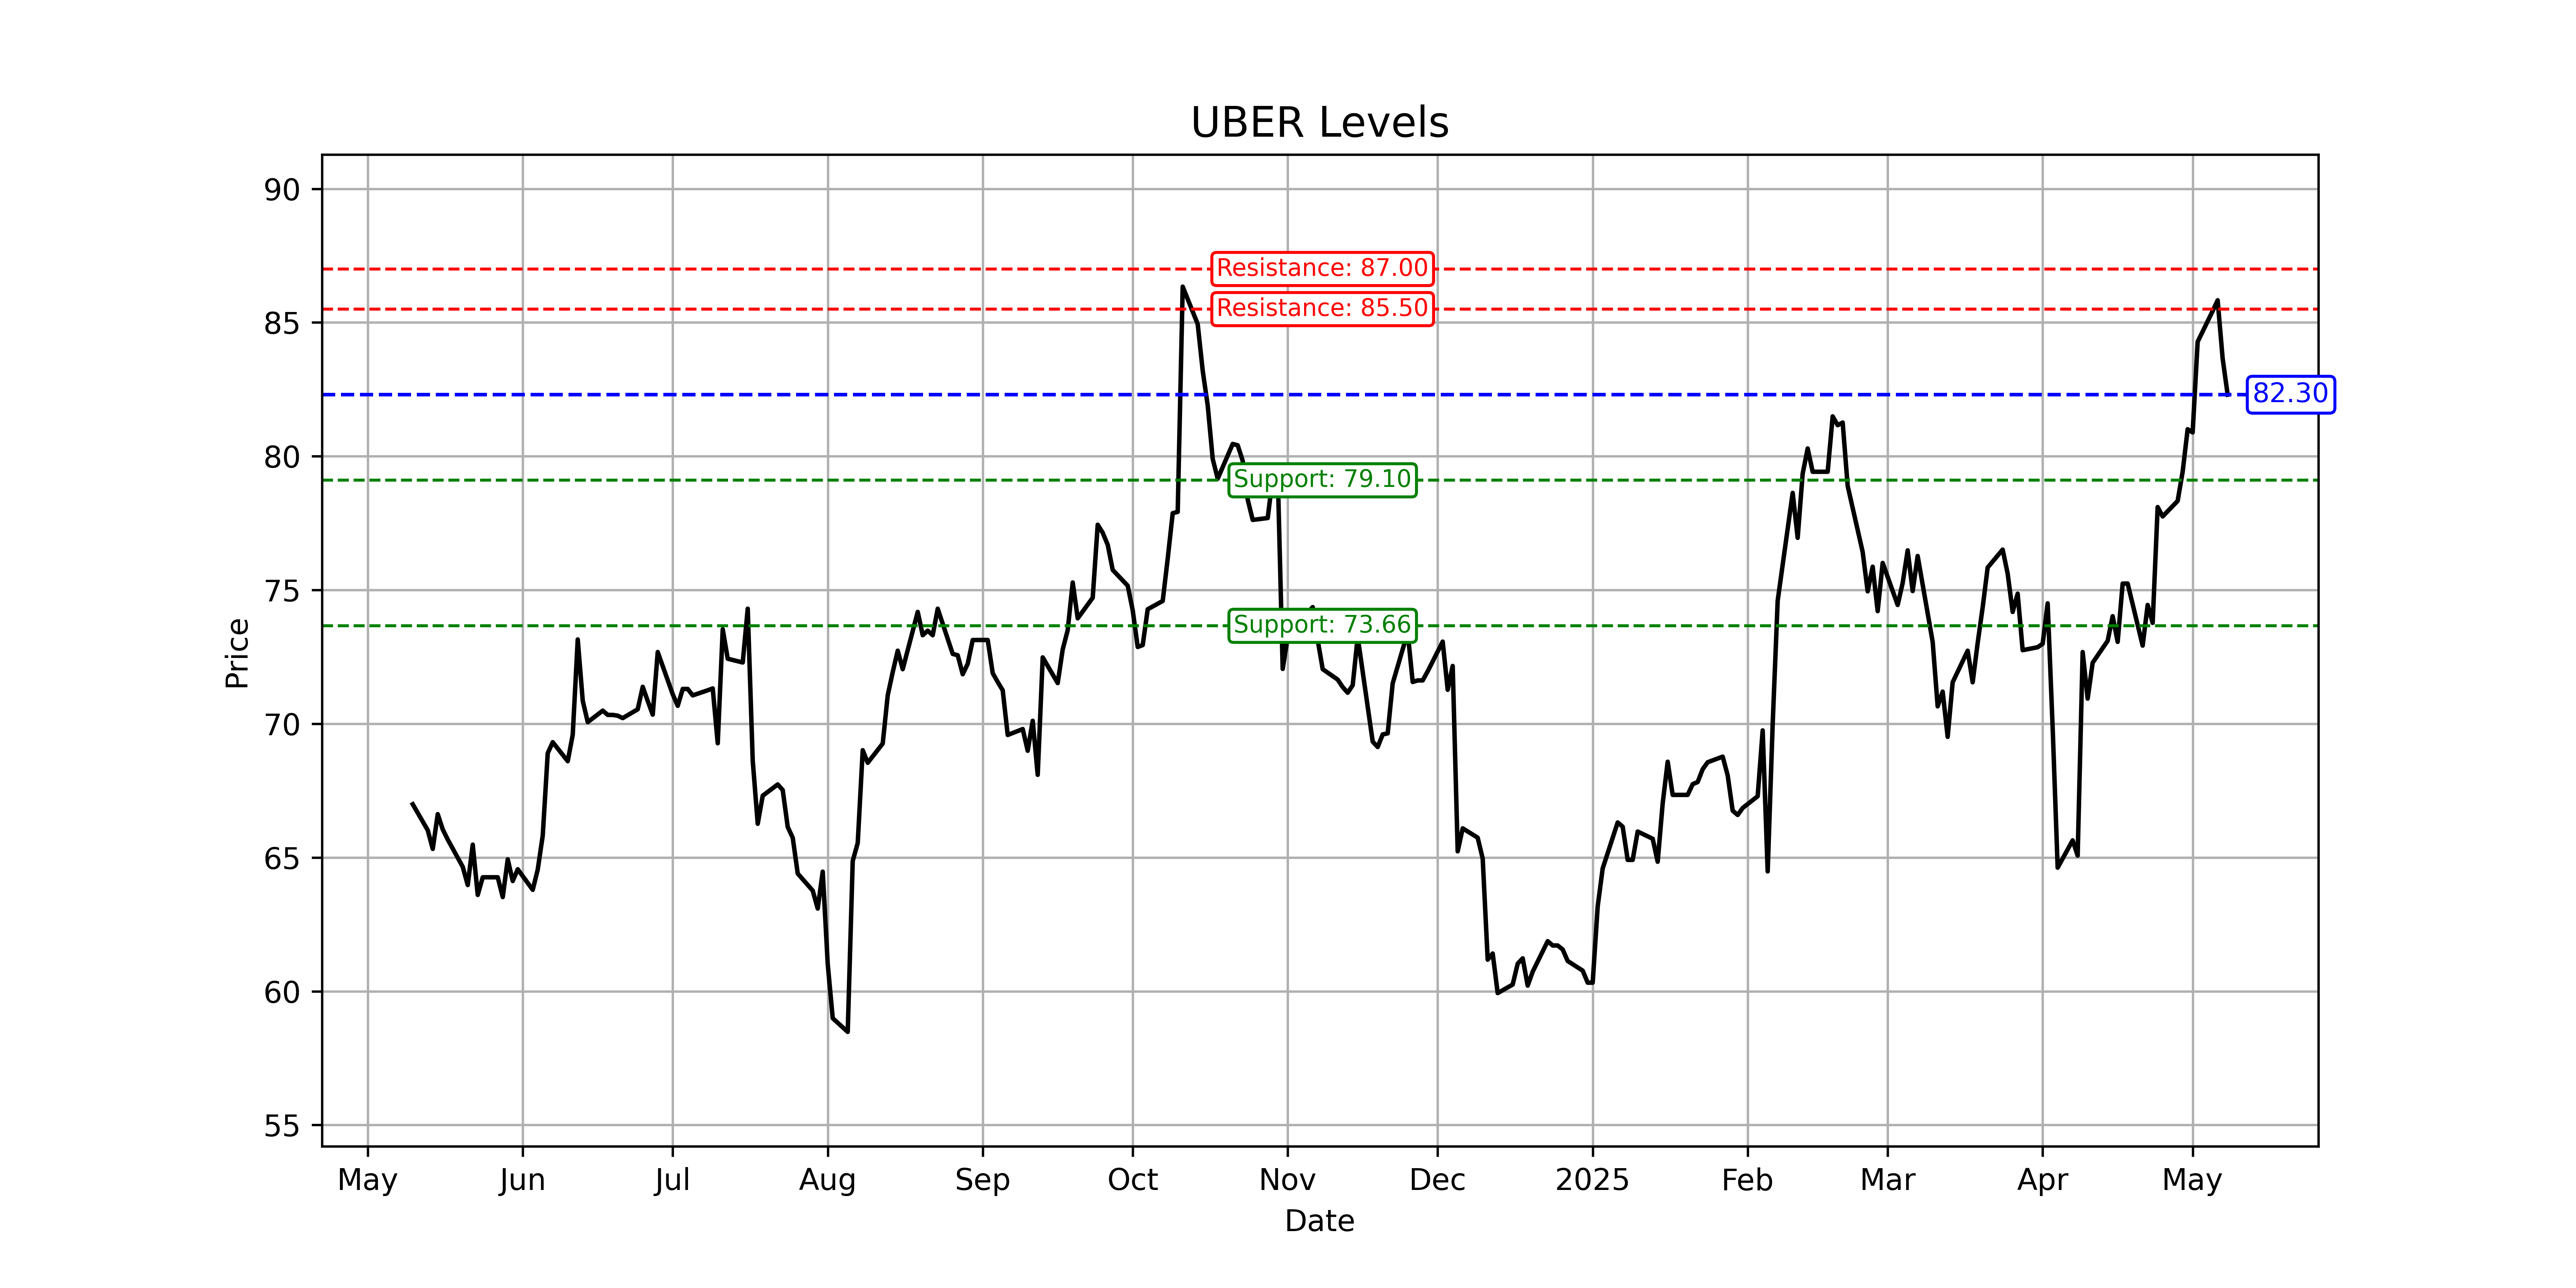 UBER Levels
90
85
80
75
70
65
60
55
Price
Resistance: 87.00
Resistance: 85.50
82.30
Support: 79.10
Support: 73.66
May Jun Jul Aug Sep Oct Nov Dec 2025 Feb Mar Apr May
Date